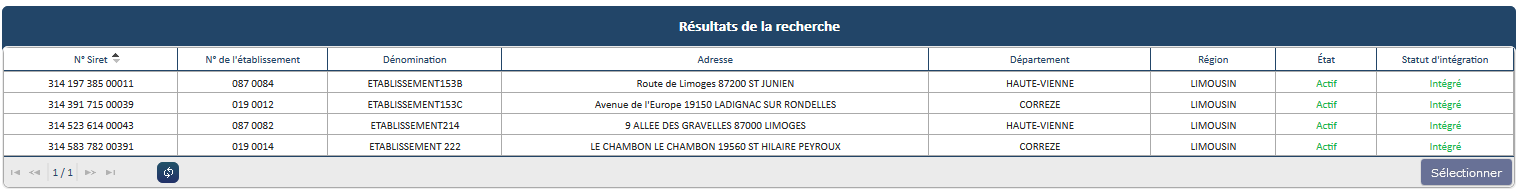 Résultats de la recherche
N° Siret N° de l'établissement Dénomination Adresse Département Région État Statut d'intégration
314 197 385 00011 087 0084 ETABLISSEMENT153B Route de Limoges 87200 ST JUNIEN HAUTE-VIENNE LIMOUSIN Actif Intégré
314 391 715 00039 019 0012 ETABLISSEMENT153C Avenue de l'Europe 19150 LADIGNAC SUR RONDELLES CORREZE LIMOUSIN Actif Intégré
314 523 614 00043 087 0082 ETABLISSEMENT214 9 ALLEE DES GRAVELLES 87000 LIMOGES HAUTE-VIENNE LIMOUSIN Actif Intégré
314 583 782 00391 019 0014 ETABLISSEMENT 222 LE CHAMBON LE CHAMBON 19560 ST HILAIRE PEYROUX CORREZE LIMOUSIN Actif Intégré
1 / 1 Sélectionner